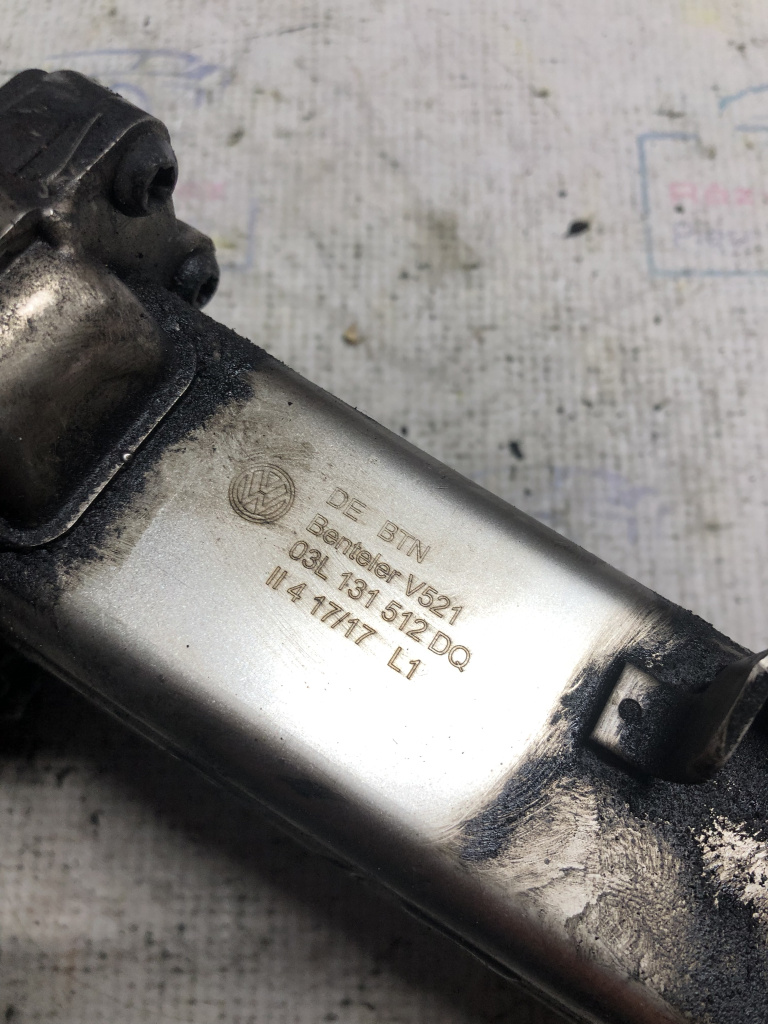 DE BTN
Benteler V521
03L 131 512 DQ
II 4 17/17 L1